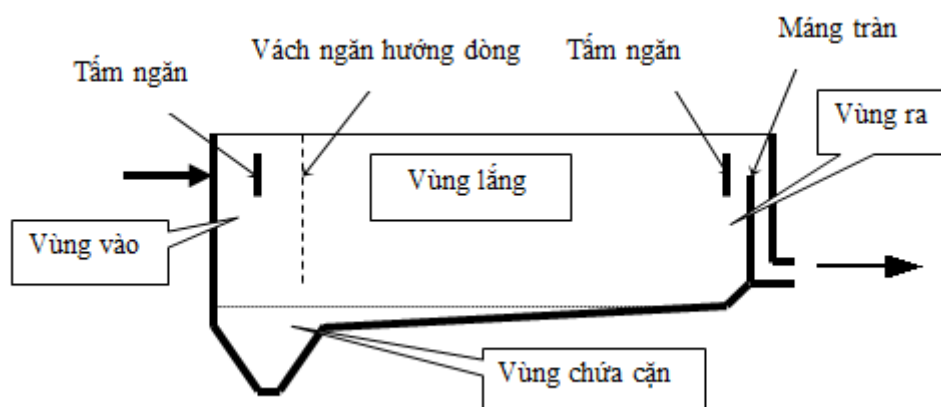 Máng tràn
Tấm ngăn
Vách ngăn hướng dòng
Tấm ngăn
Vùng ra
Vùng lắng
Vùng vào
Vùng chứa cặn